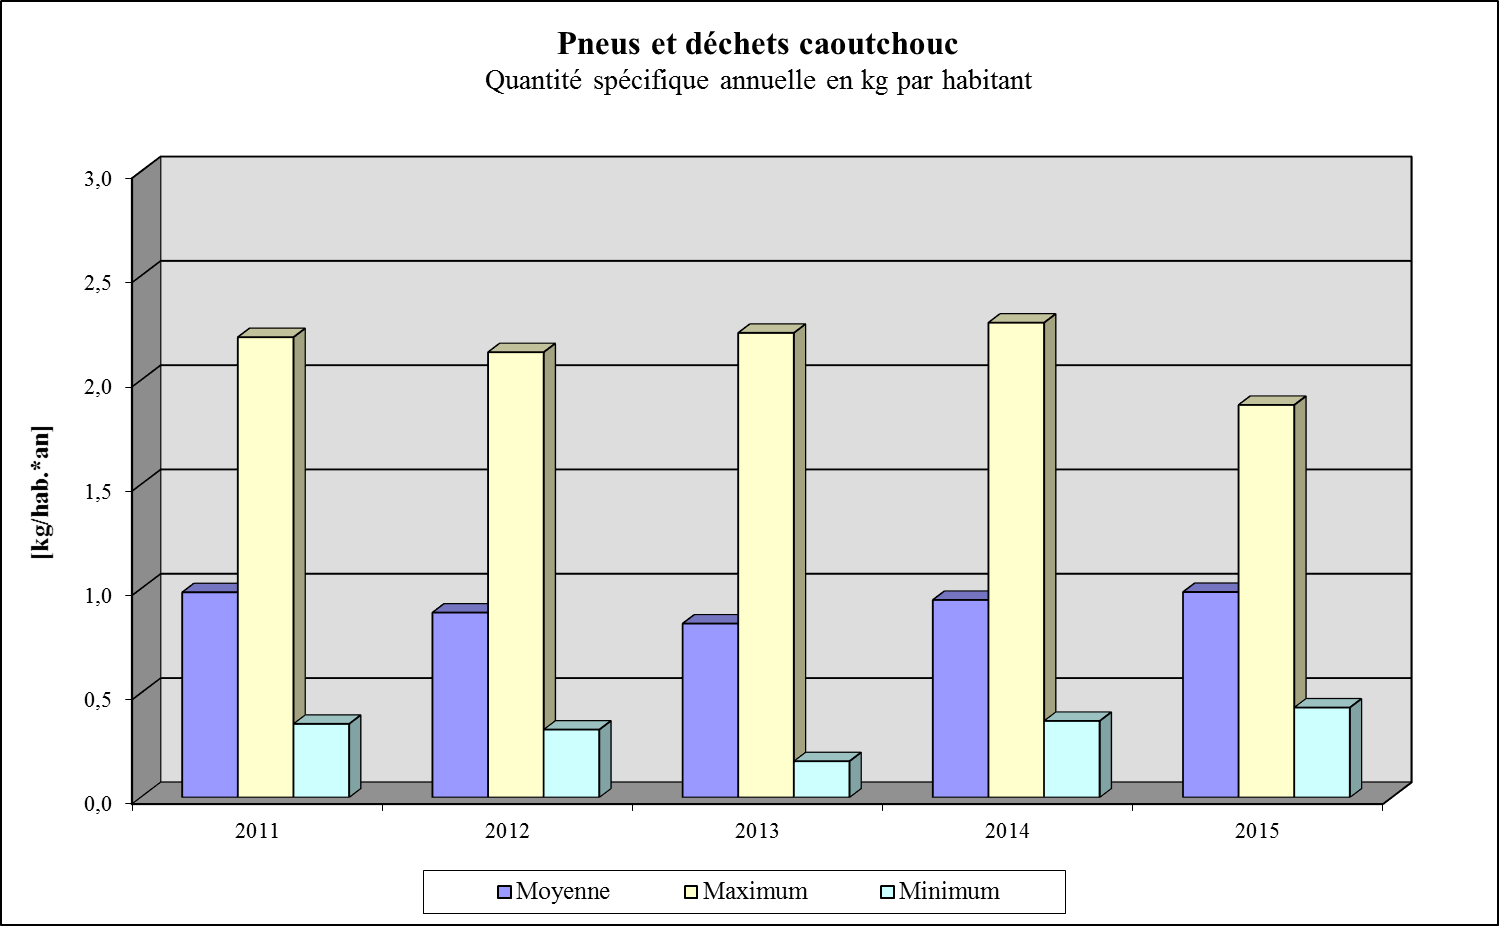 Pneus et déchets caoutchouc
Quantité spécifique annuelle en kg par habitant
[kg/hab.*an]
3,0
2,5
2,0
1,5
1,0
0,5
0,0
2011 2012 2013 2014 2015
Moyenne Maximum Minimum